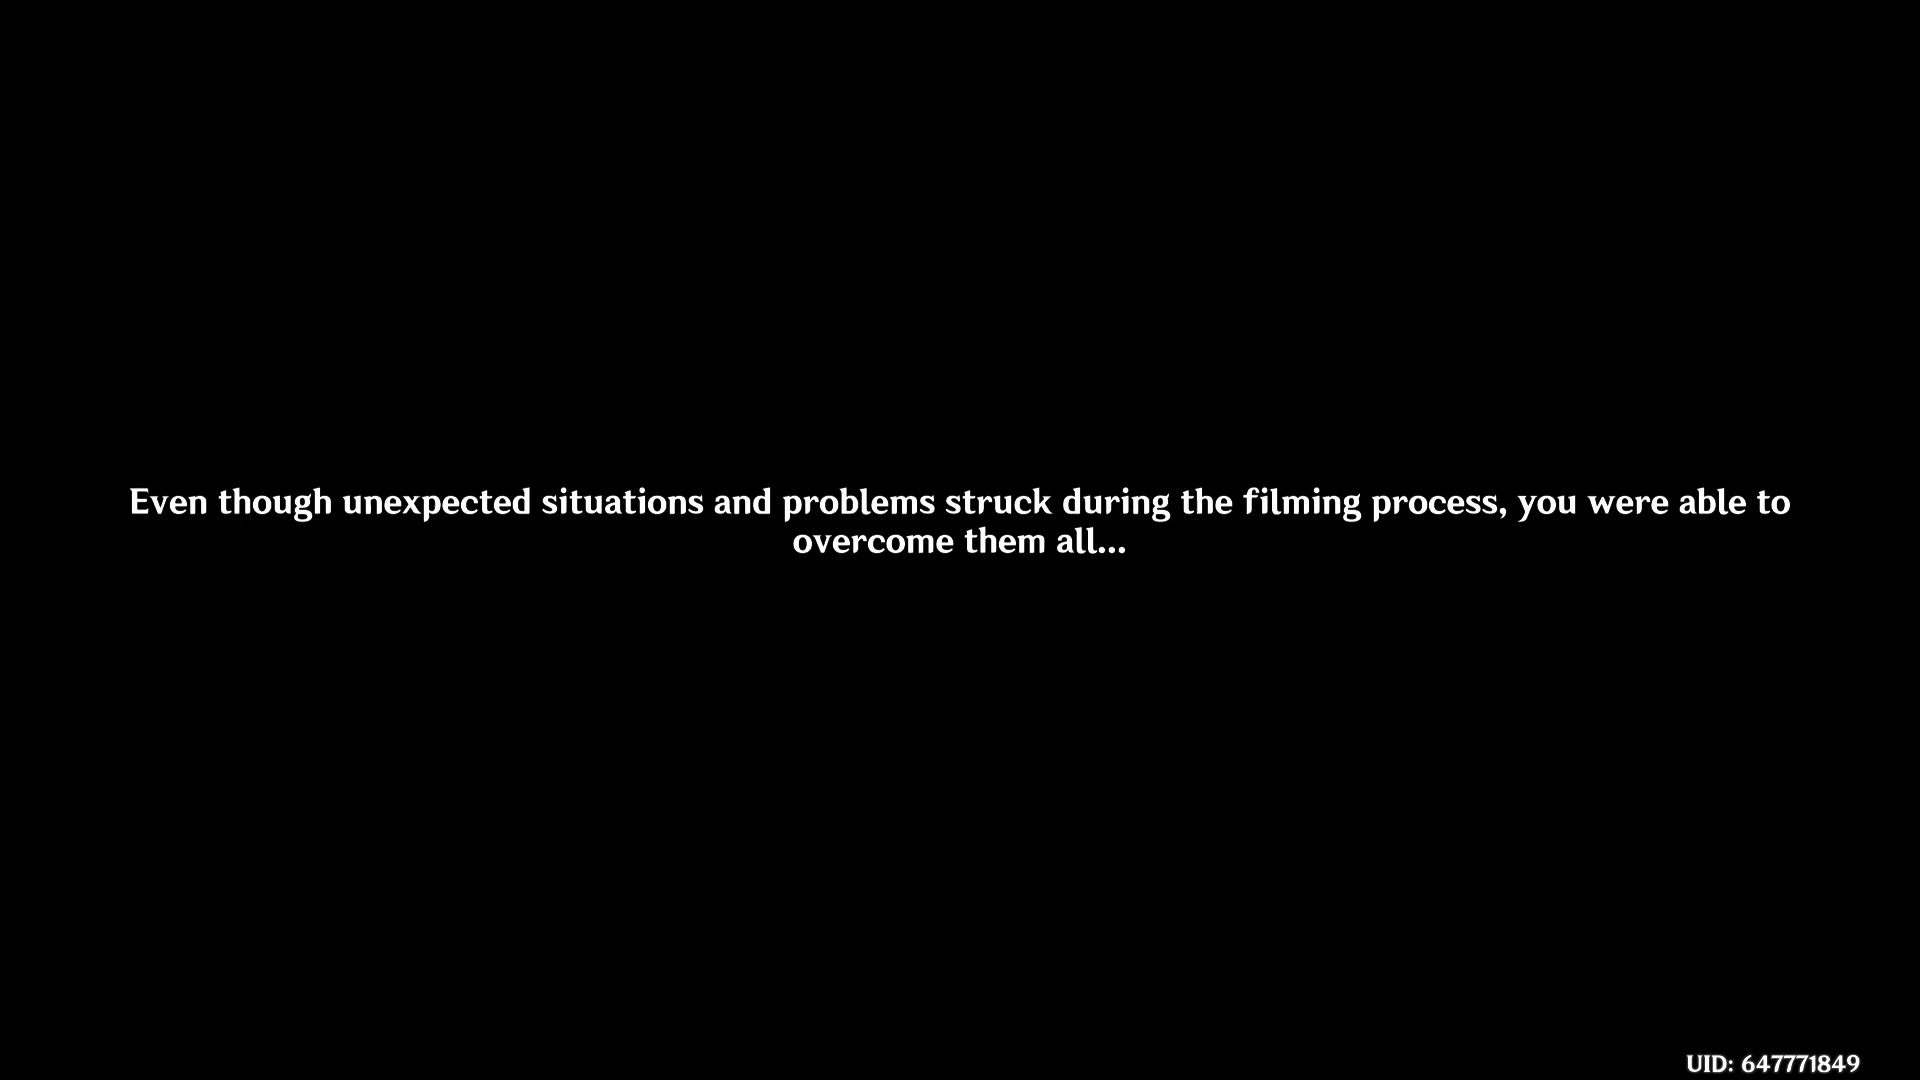 Even though unexpected situations and problems struck during the filming process, you were able to
overcome them all...
UID: 647771849